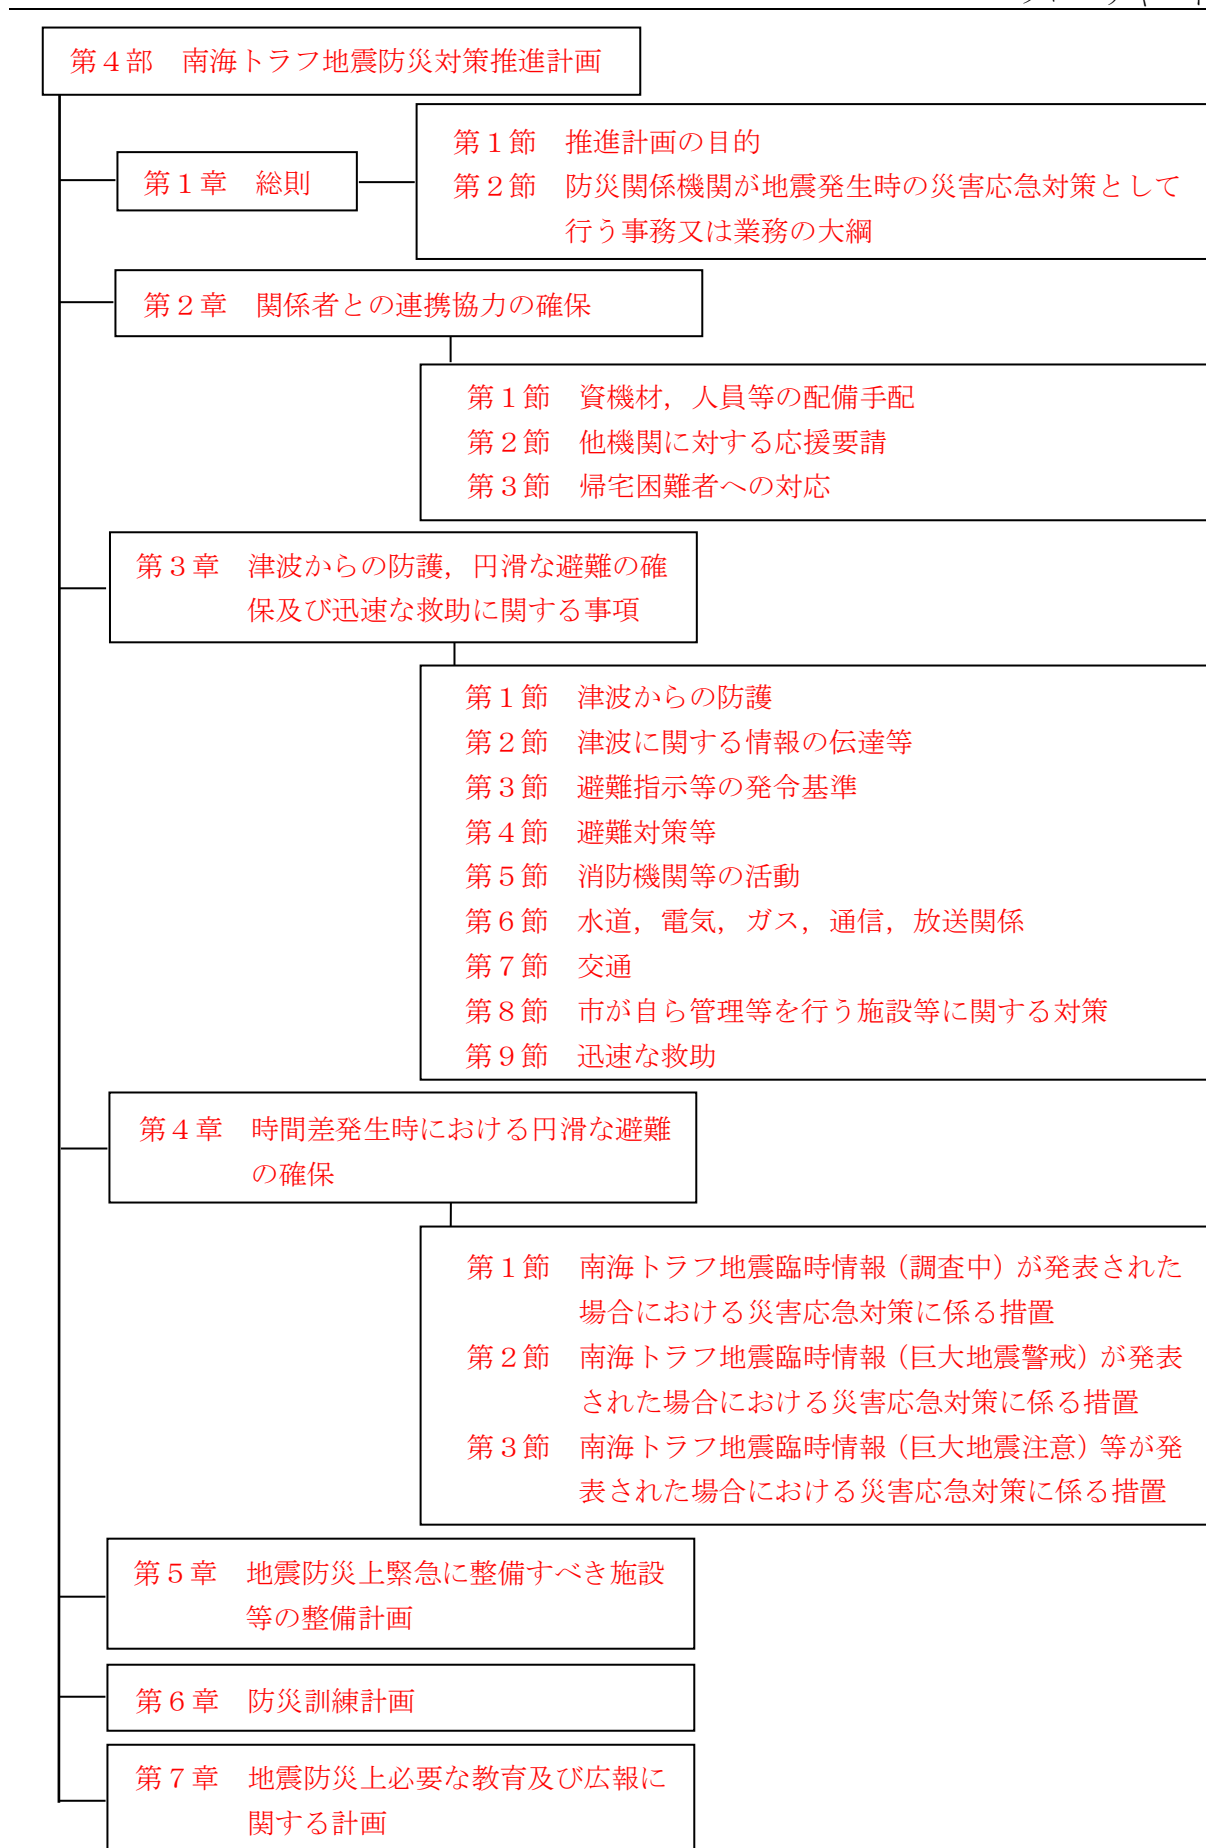 第４部　南海トラフ地震防災対策推進計画
第１章　総則
第１節　推進計画の目的
第２節　防災関係機関が地震発生時の災害応急対策として
行う事務又は業務の大綱
第２章　関係者との連携協力の確保
第１節　資機材，人員等の配備手配
第２節　他機関に対する応援要請
第３節　帰宅困難者への対応
第３章　津波からの防護，円滑な避難の確
保及び迅速な救助に関する事項
第１節　津波からの防護
第２節　津波に関する情報の伝達等
第３節　避難指示等の発令基準
第４節　避難対策等
第５節　消防機関等の活動
第６節　水道，電気，ガス，通信，放送関係
第７節　交通
第８節　市が自ら管理等を行う施設等に関する対策
第９節　迅速な救助
第４章　時間差発生時における円滑な避難
の確保
第１節　南海トラフ地震臨時情報（調査中）が発表された
場合における災害応急対策に係る措置
第２節　南海トラフ地震臨時情報（巨大地震警戒）が発表
された場合における災害応急対策に係る措置
第３節　南海トラフ地震臨時情報（巨大地震注意）等が発
表された場合における災害応急対策に係る措置
第５章　地震防災上緊急に整備すべき施設
等の整備計画
第６章　防災訓練計画
第７章　地震防災上必要な教育及び広報に
関する計画